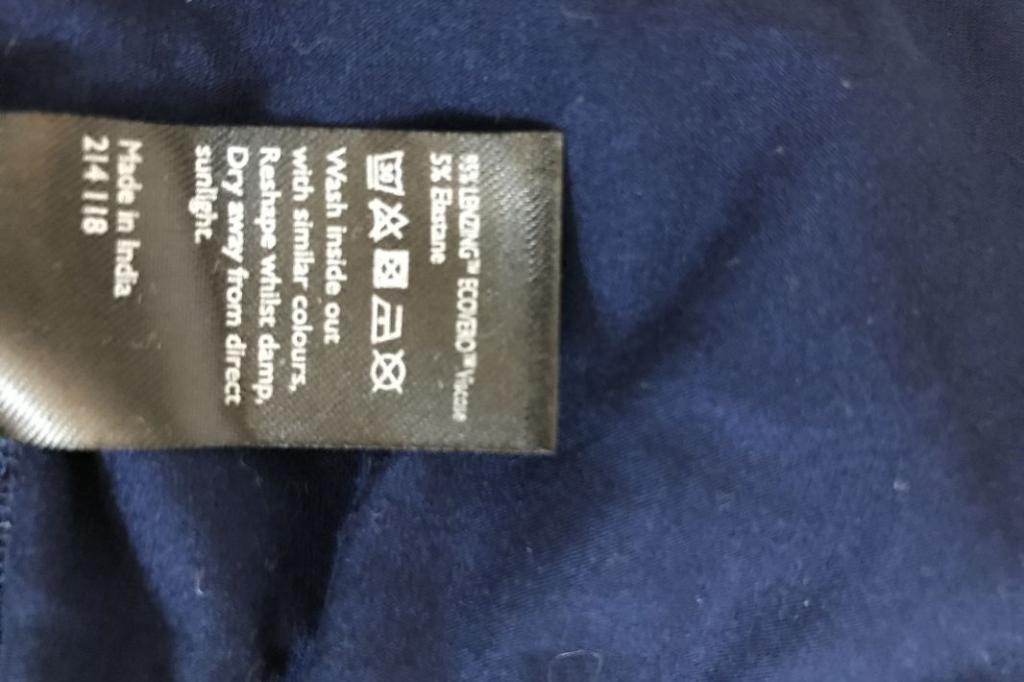 95% LENZING™ ECOVERO™ Viscose
5% Elastane
30
Wash inside out
with similar colours,
Reshape whilst damp,
Dry away from direct
sunlight
Made in India
214118